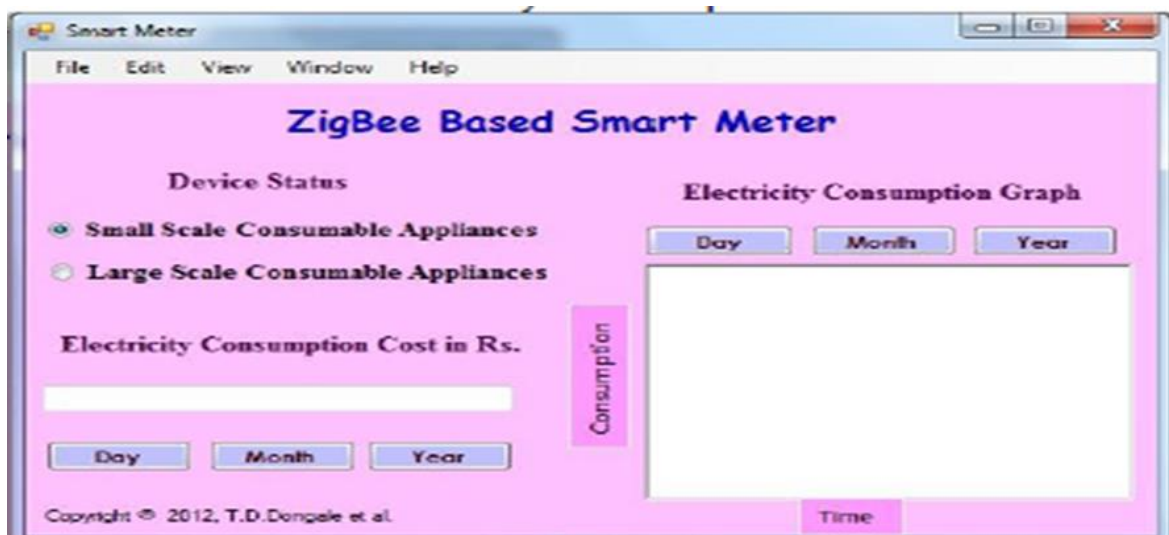 Smart Meter
File Edit View Window Help
ZigBee Based Smart Meter
Device Status
Small Scale Consumable Appliances
Large Scale Consumable Appliances
Electricity Consumption Cost in Rs.
Day Month Year
Copyright © 2012, T.D.Dongale et al.
Electricity Consumption Graph
Day Month Year
Consumption
Time